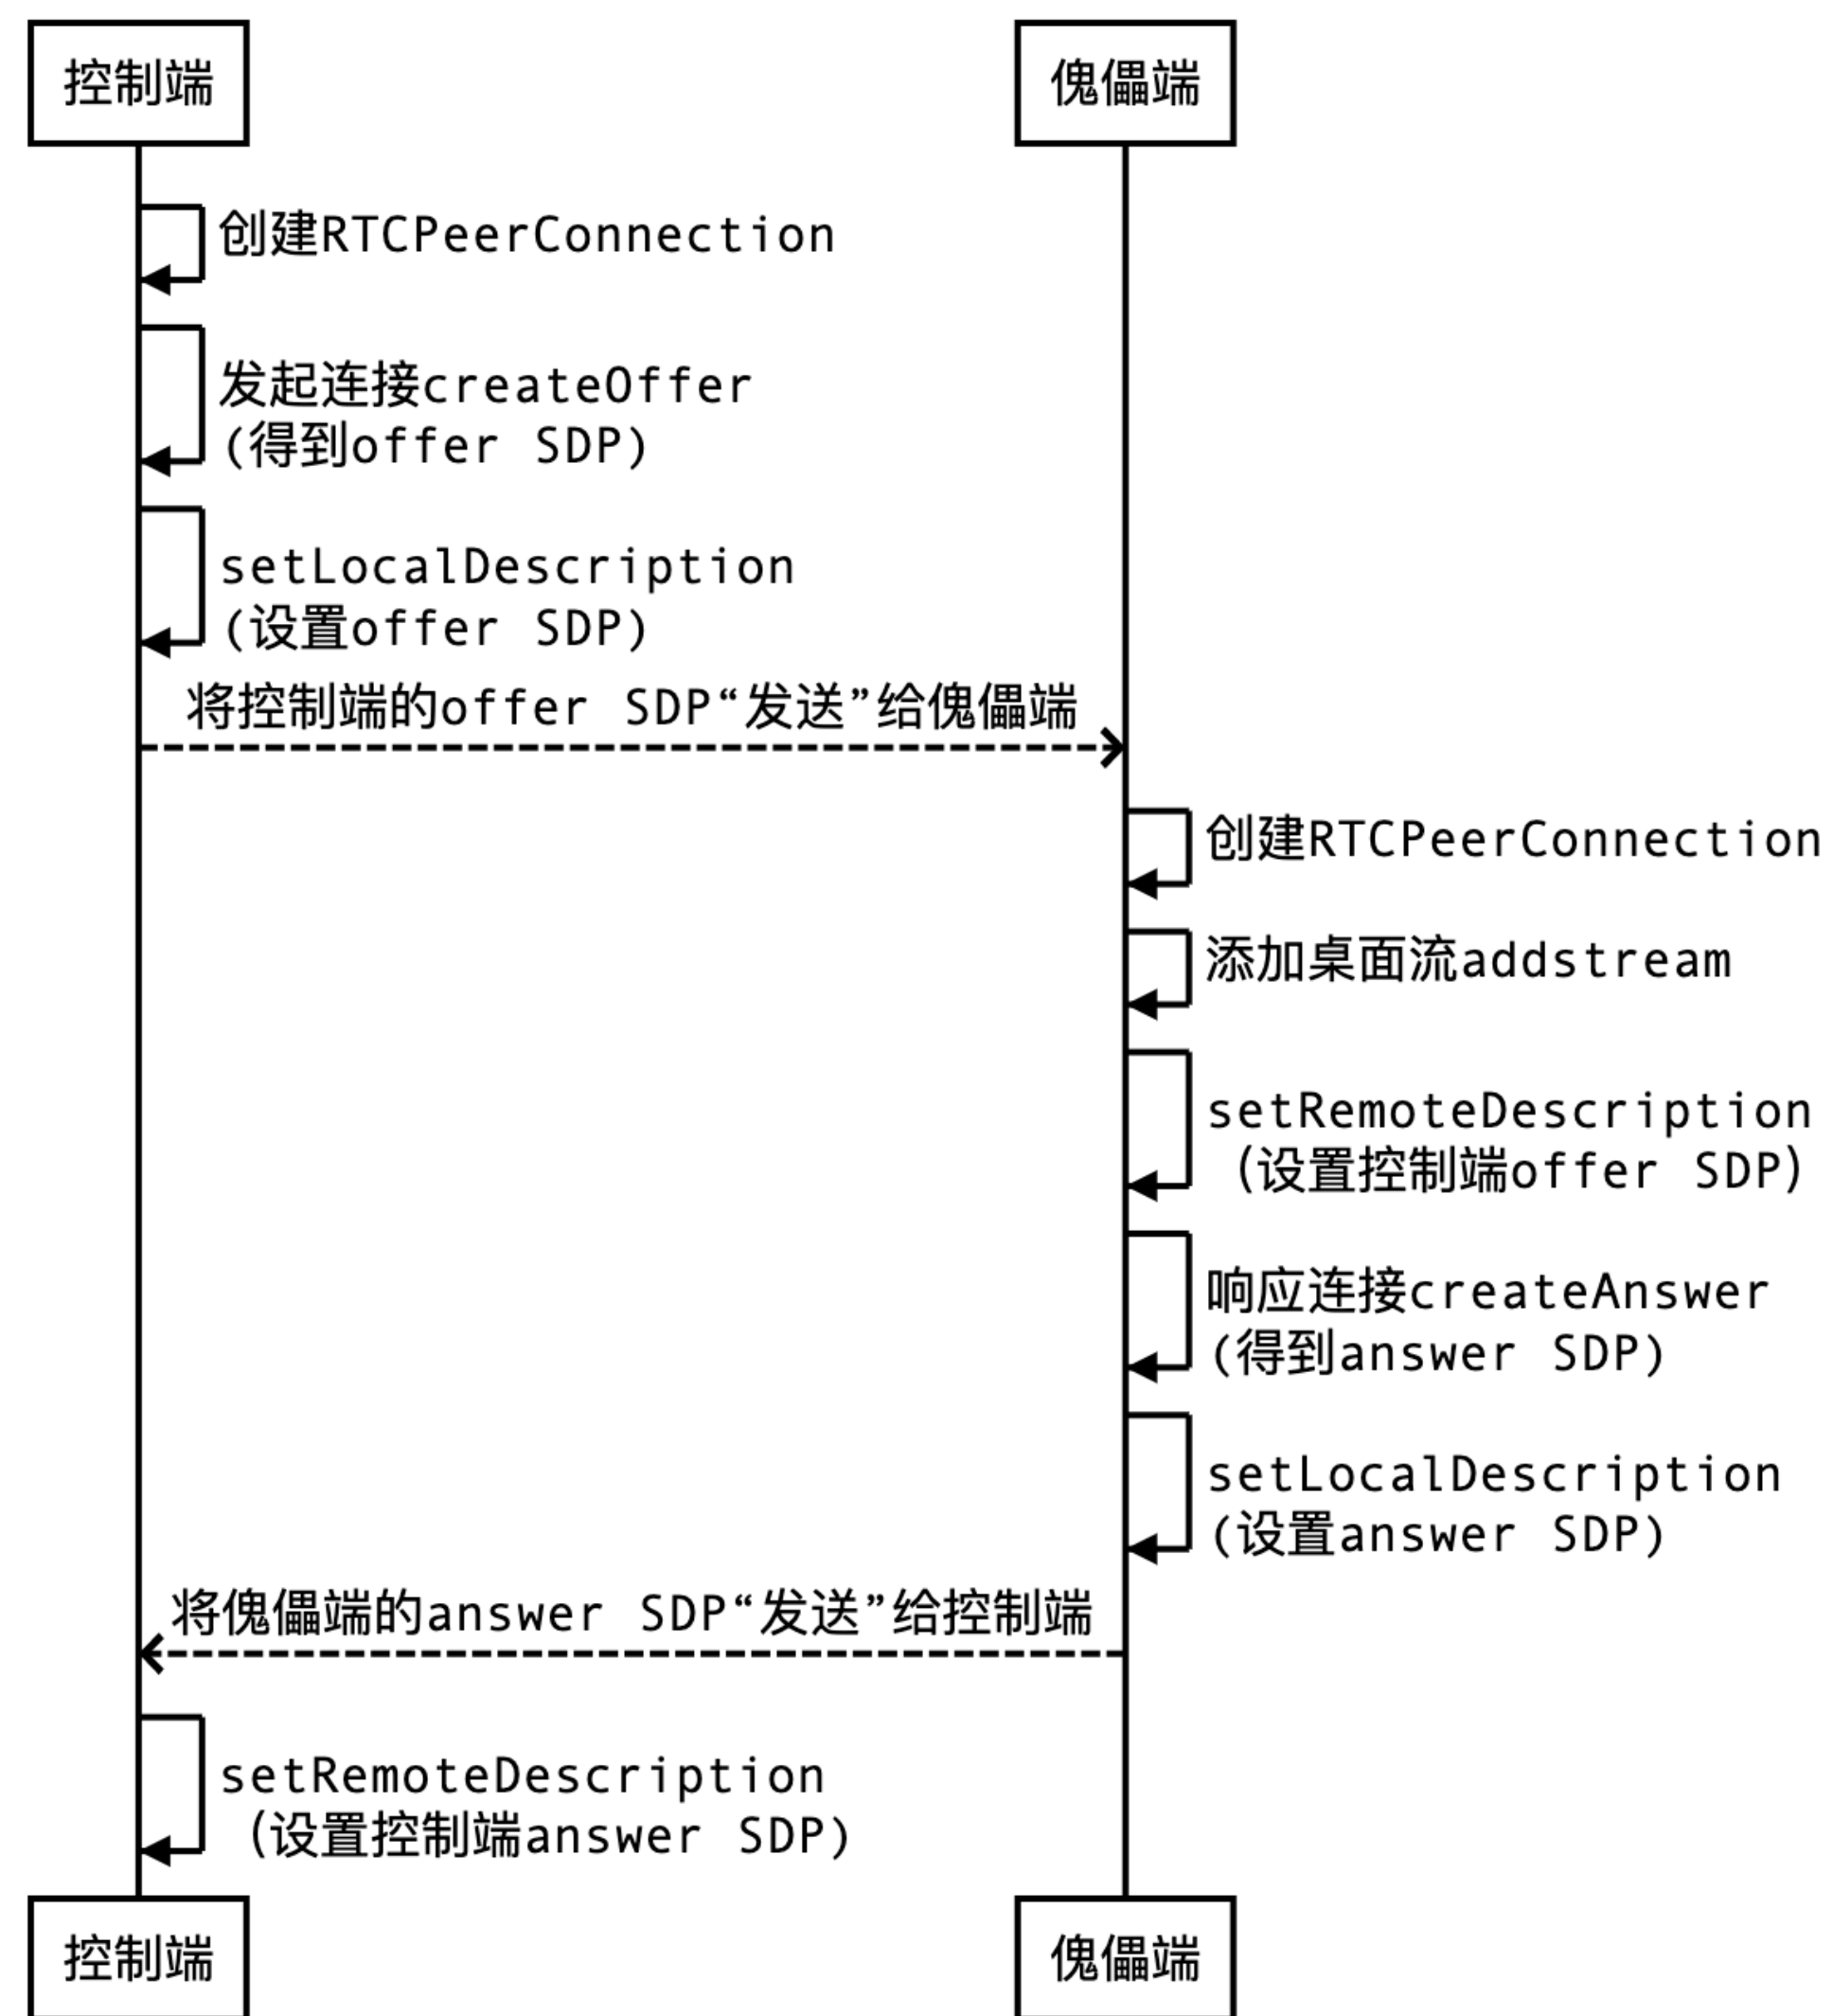 控制端
傀儡端
创建RTCPeerConnection
发起连接createOffer
(得到offer SDP)
setLocalDescription
(设置offer SDP)
将控制端的offer SDP“发送”给傀儡端
创建RTCPeerConnection
添加桌面流addstream
setRemoteDescription
(设置控制端offer SDP)
响应连接createAnswer
(得到answer SDP)
setLocalDescription
(设置answer SDP)
将傀儡端的answer SDP“发送”给控制端
setRemoteDescription
(设置控制端answer SDP)
控制端
傀儡端